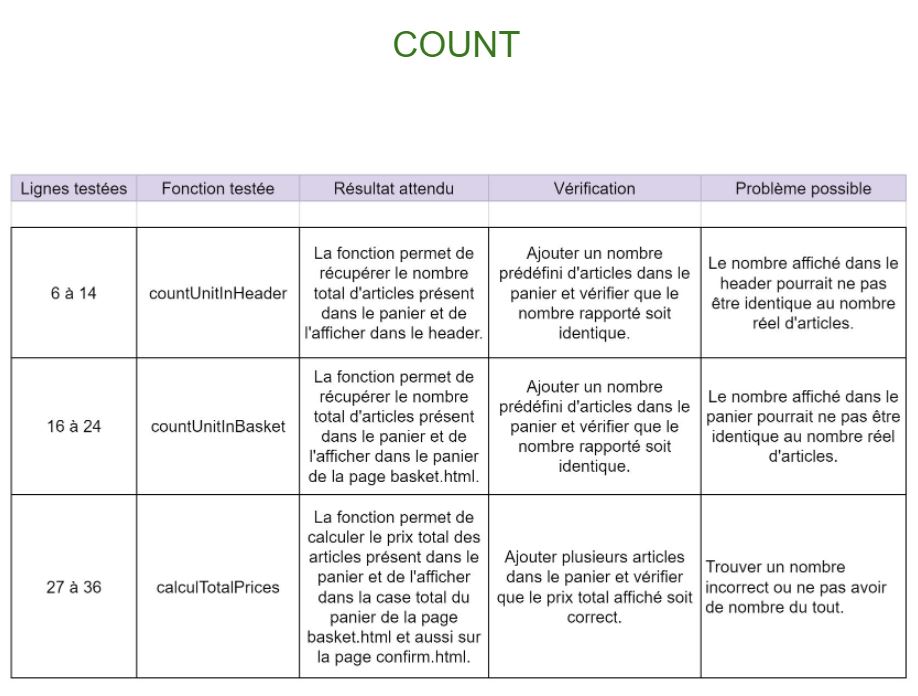 COUNT
Lignes testées
Fonction testée
Résultat attendu
Vérification
Problème possible
6 à 14
countUnitInHeader
La fonction permet de
récupérer le nombre
total d'articles présent
dans le panier et de
l'afficher dans le header.
Ajouter un nombre
prédéfini d'articles dans le
panier et vérifier que le
nombre rapporté soit
identique.
Le nombre affiché dans le
header pourrait ne pas
être identique au nombre
réel d'articles.
16 à 24
countUnitInBasket
La fonction permet de
récupérer le nombre
total d'articles présent
dans le panier et de
l'afficher dans le panier
de la page basket.html.
Ajouter un nombre
prédéfini d'articles dans le
panier et vérifier que le
nombre rapporté soit
identique.
Le nombre affiché dans le
panier pourrait ne pas être
identique au nombre réel
d'articles.
27 à 36
calculTotalPrices
La fonction permet de
calculer le prix total des
articles présent dans le
panier et de l'afficher
dans la case total du
panier de la page
basket.html et aussi sur
la page confirm.html.
Ajouter plusieurs articles
dans le panier et vérifier
que le prix total affiché soit
correct.
Trouver un nombre
incorrect ou ne pas avoir
de nombre du tout.